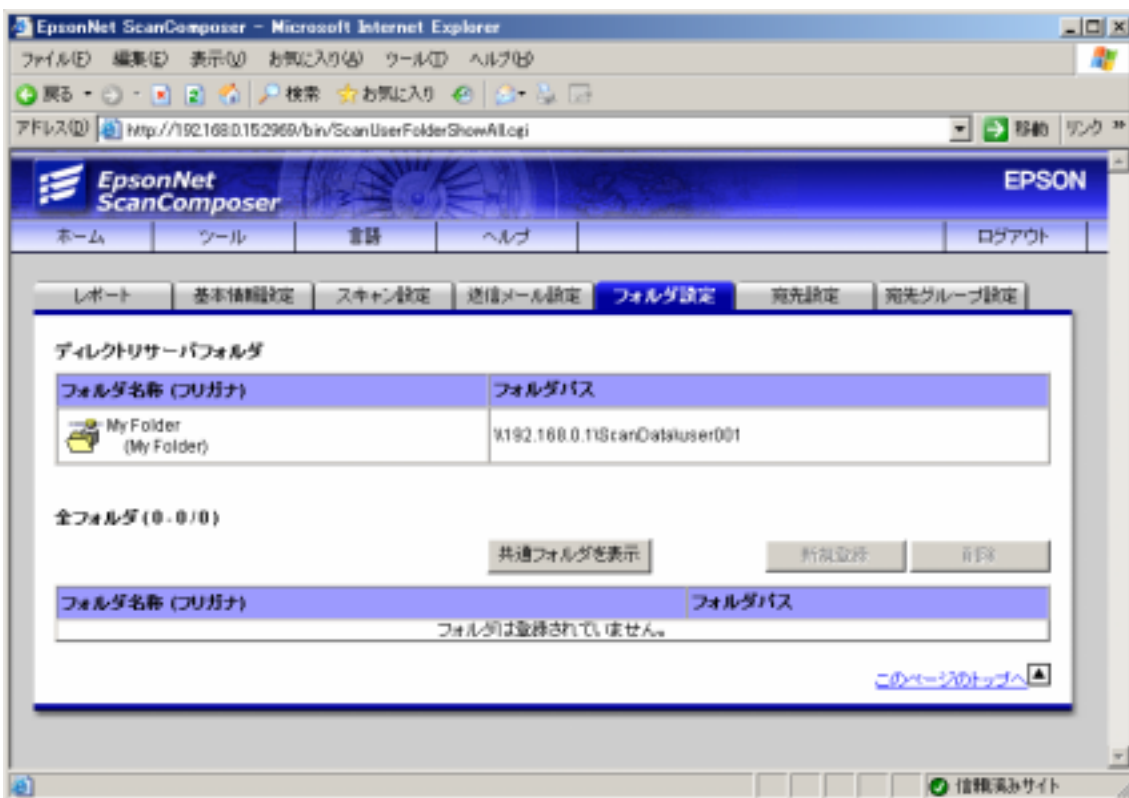 EpsonNet ScanComposer - Microsoft Internet Explorer
ファイル(F) 編集(E) 表示(V) お気に入り(A) ツール(T) ヘルプ(H)
戻る 検索 お気に入り
アドレス(D) http://192.168.0.15:2969/bin/ScanUserFolderShowAll.cgi 移動 リンク »
EpsonNet
ScanComposer
EPSON
ホーム ツール 言語 ヘルプ ログアウト
レポート 基本情報設定 スキャン設定 送信メール設定 フォルダ設定 宛先設定 宛先グループ設定
ディレクトリサーバフォルダ
フォルダ名称 (フリガナ) フォルダパス
My Folder
(My Folder)
\\192.168.0.1\ScanData\user001
全フォルダ (0 - 0 / 0)
共通フォルダを表示 新規登録 削除
フォルダ名称 (フリガナ) フォルダパス
フォルダは登録されていません。
このページのトップへ
信頼済みサイト